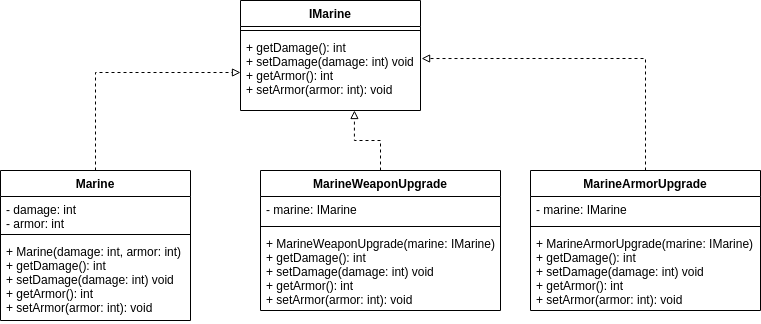 IMarine
+ getDamage(): int
+ setDamage(damage: int) void
+ getArmor(): int
+ setArmor(armor: int): void
Marine
- damage: int
- armor: int
+ Marine(damage: int, armor: int)
+ getDamage(): int
+ setDamage(damage: int) void
+ getArmor(): int
+ setArmor(armor: int): void
MarineWeaponUpgrade
- marine: IMarine
+ MarineWeaponUpgrade(marine: IMarine)
+ getDamage(): int
+ setDamage(damage: int) void
+ getArmor(): int
+ setArmor(armor: int): void
MarineArmorUpgrade
- marine: IMarine
+ MarineArmorUpgrade(marine: IMarine)
+ getDamage(): int
+ setDamage(damage: int) void
+ getArmor(): int
+ setArmor(armor: int): void